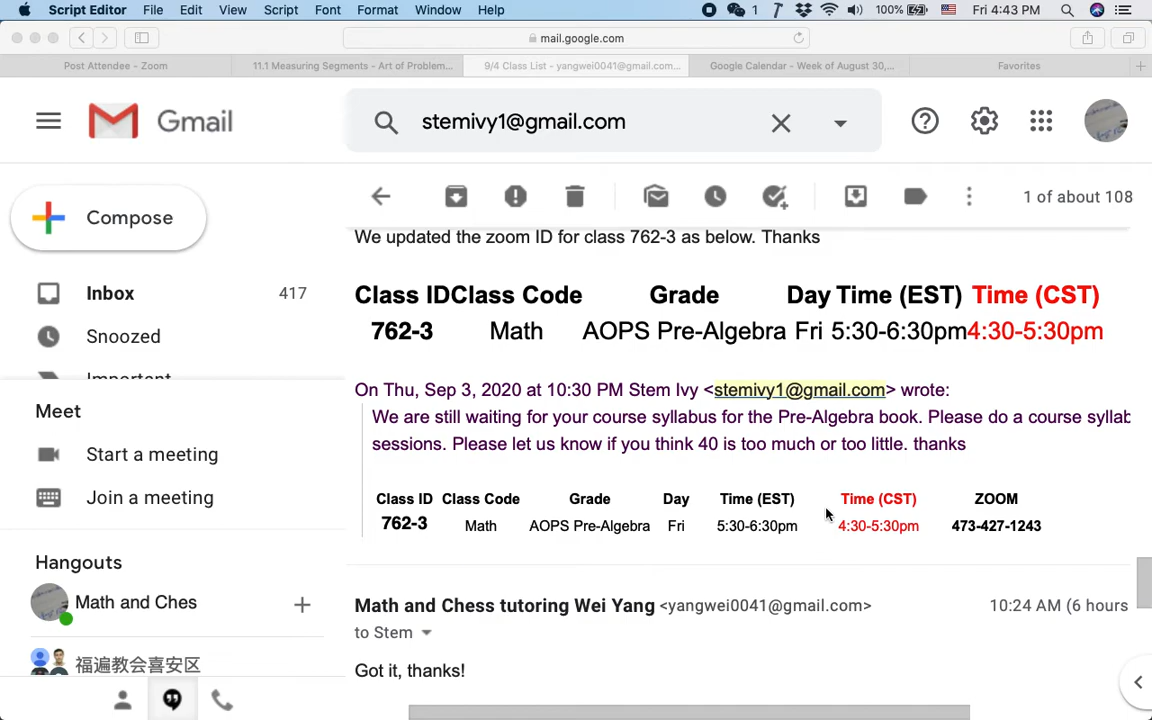 Script Editor File Edit View Script Font Format Window Help 1 100% Fri 4:43 PM
mail.google.com
Post Attendee - Zoom 11.1 Measuring Segments - Art of Problem... 9/4 Class List - yangwei0041@gmail.com... Google Calendar - Week of August 30,... Favorites
Gmail stemivy1@gmail.com
Compose 1 of about 108
We updated the zoom ID for class 762-3 as below. Thanks
Inbox 417
Class IDClass Code Grade Day Time (EST) Time (CST)
Snoozed
762-3 Math AOPS Pre-Algebra Fri 5:30-6:30pm4:30-5:30pm
Important
On Thu, Sep 3, 2020 at 10:30 PM Stem Ivy <stemivy1@gmail.com> wrote:
Meet
We are still waiting for your course syllabus for the Pre-Algebra book. Please do a course syllab
Start a meeting
sessions. Please let us know if you think 40 is too much or too little. thanks
Join a meeting
Class ID Class Code Grade Day Time (EST) Time (CST) ZOOM
762-3 Math AOPS Pre-Algebra Fri 5:30-6:30pm 4:30-5:30pm 473-427-1243
Hangouts
Math and Ches
Math and Chess tutoring Wei Yang <yangwei0041@gmail.com> 10:24 AM (6 hours
to Stem
福遍教会喜安区
Got it, thanks!